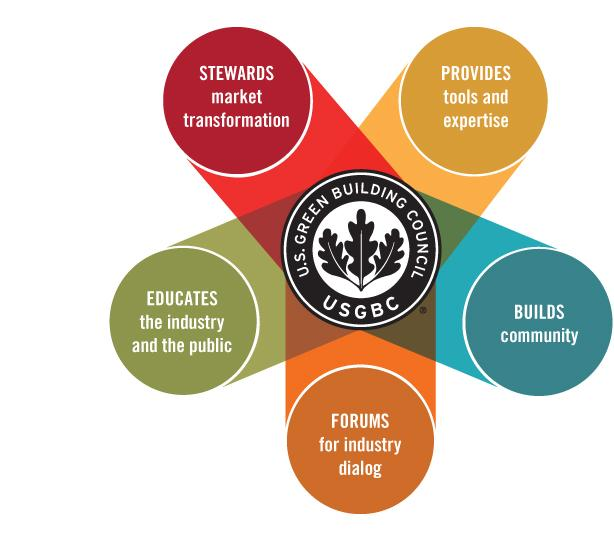 STEWARDS
market
transformation
PROVIDES
tools and
expertise
U.S. GREEN BUILDING COUNCIL
USGBC
®
EDUCATES
the industry
and the public
BUILDS
community
FORUMS
for industry
dialog